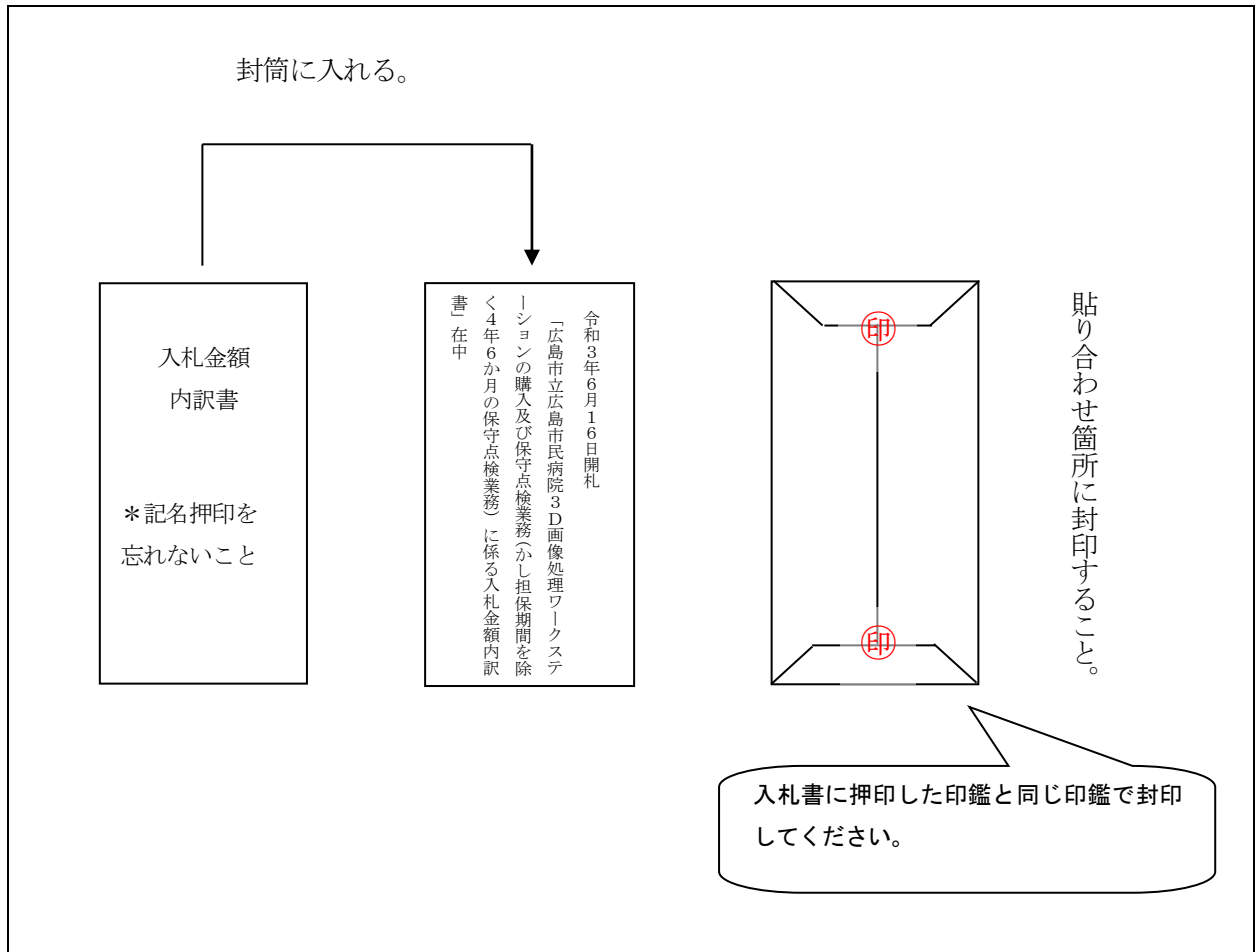 封筒に入れる。
入札金額
内訳書
＊記名押印を
忘れないこと
令和３年６月１６日開札
「広島市立広島市民病院３Ｄ画像処理ワークステ
ーションの購入及び保守点検業務（かし担保期間を除
く４年６か月の保守点検業務）に係る入札金額内訳
書」在中
印
印
貼り合わせ箇所に封印すること。
入札書に押印した印鑑と同じ印鑑で封印
してください。